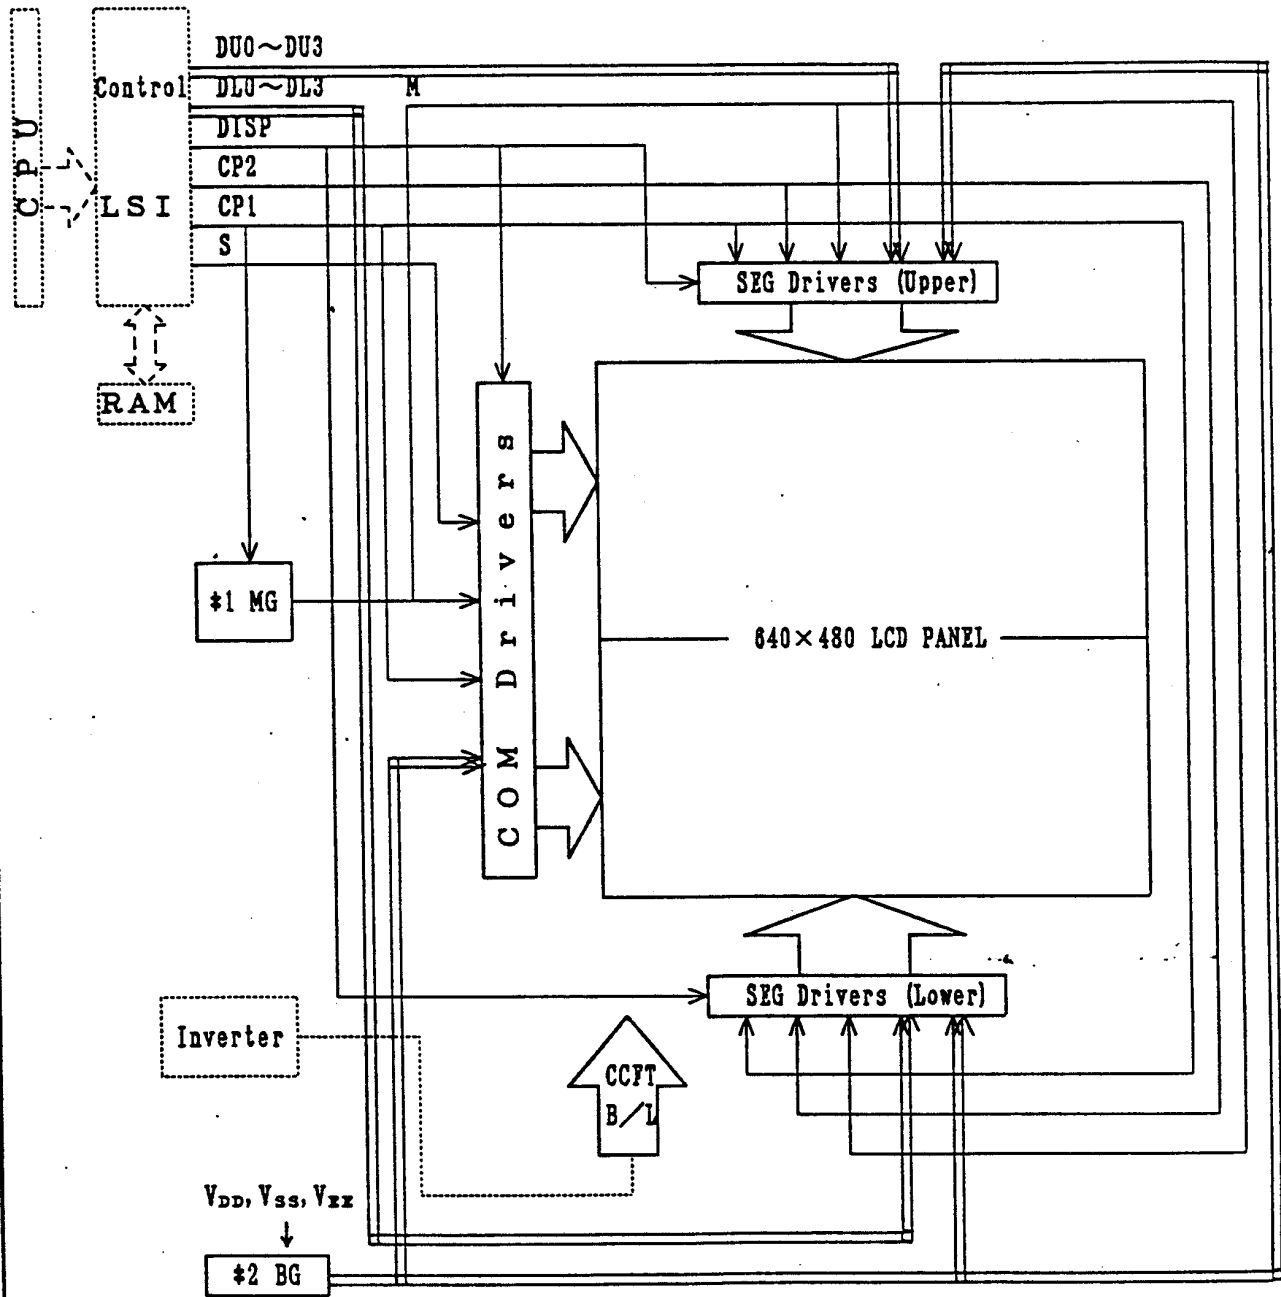 DU0～DU3
Control
DL0～DL3
M
DISP
CP2
CPU
LSI
CP1
S
SEG Drivers (Upper)
RAM
COM Drivers
*1 MG
640×480 LCD PANEL
SEG Drivers (Lower)
Inverter
CCFT
B/L
VDD, VSS, VEE
*2 BG